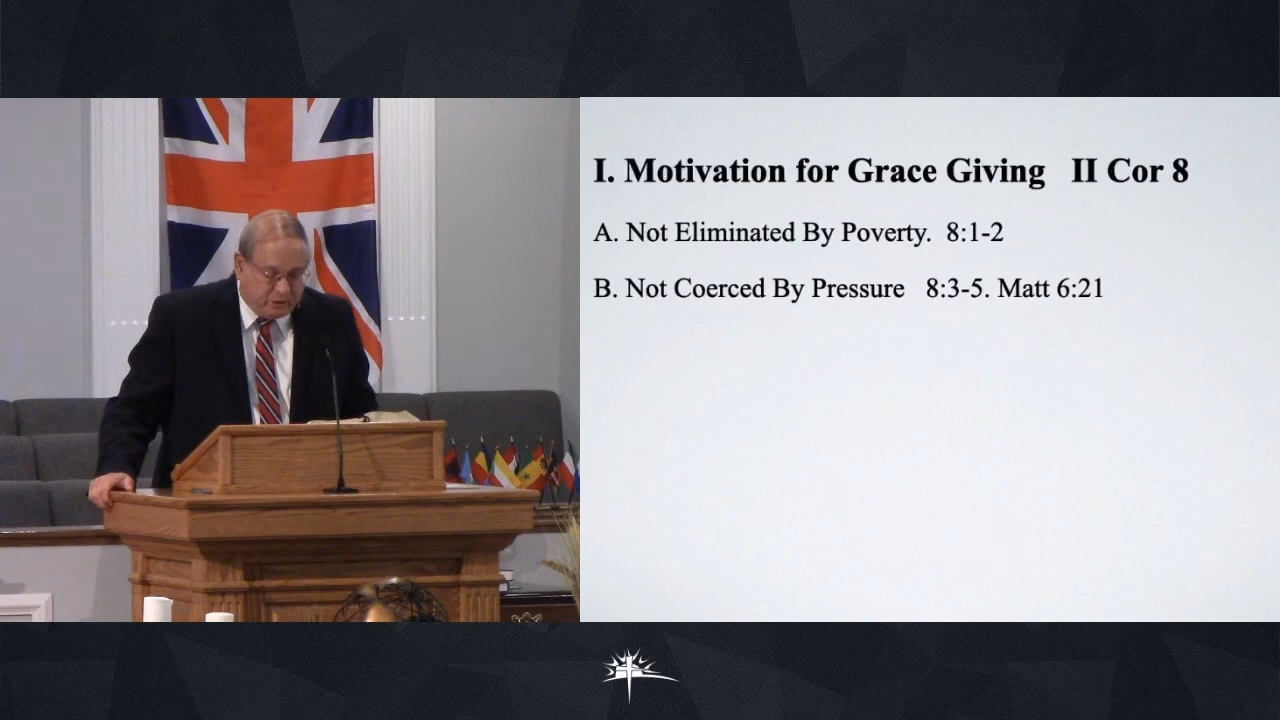 I. Motivation for Grace Giving II Cor 8
A. Not Eliminated By Poverty. 8:1-2
B. Not Coerced By Pressure 8:3-5. Matt 6:21